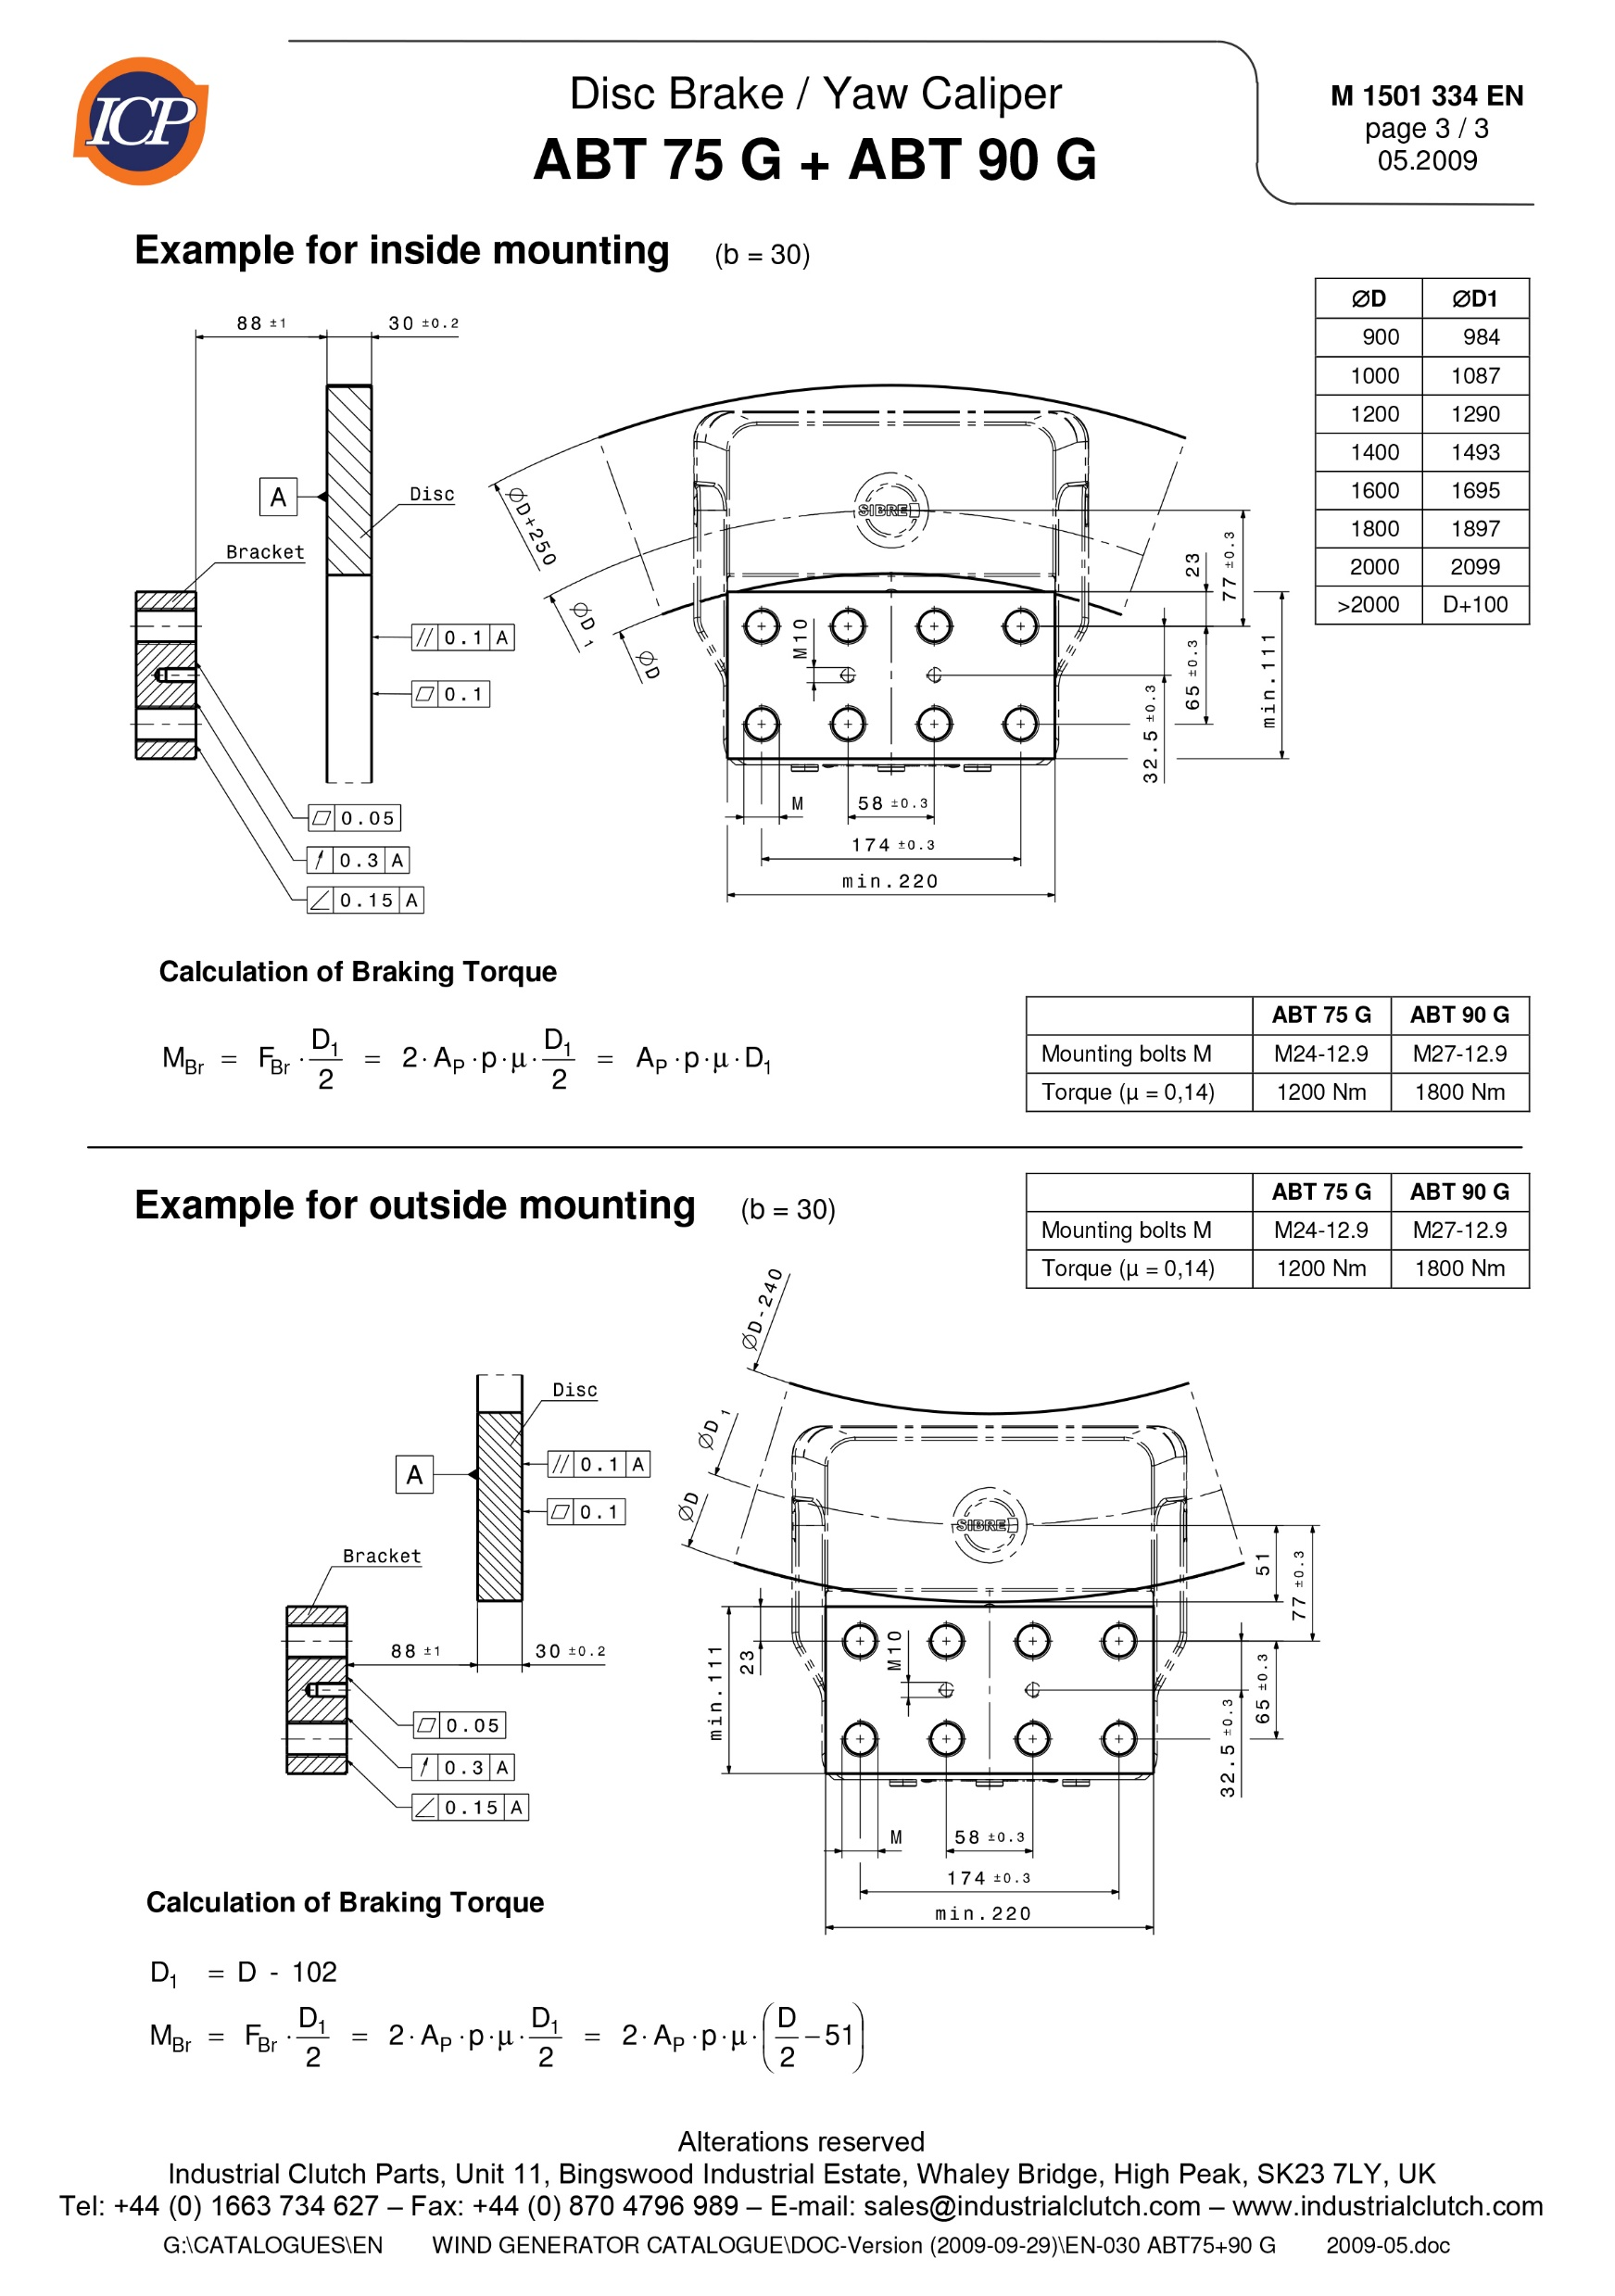 ICP
Disc Brake / Yaw Caliper
ABT 75 G + ABT 90 G
M 1501 334 EN
page 3 / 3
05.2009
Example for inside mounting (b = 30)
ØD ØD1
900 984
1000 1087
1200 1290
1400 1493
1600 1695
1800 1897
2000 2099
>2000 D+100
88 ±1
30 ±0.2
A
Disc
Bracket
// 0.1 A
⏥ 0.1
⏥ 0.05
↗ 0.3 A
∠ 0.15 A
ØD+250
ØD1
ØD
SIBRE
M10
23
77 ±0.3
65 ±0.3
32.5 ±0.3
min.111
M
58 ±0.3
174 ±0.3
min.220
Calculation of Braking Torque
M_Br = F_Br · D₁/2 = 2 · A_P · p · µ · D₁/2 = A_P · p · µ · D₁
ABT 75 G ABT 90 G
Mounting bolts M M24-12.9 M27-12.9
Torque (µ = 0,14) 1200 Nm 1800 Nm
Example for outside mounting (b = 30)
ABT 75 G ABT 90 G
Mounting bolts M M24-12.9 M27-12.9
Torque (µ = 0,14) 1200 Nm 1800 Nm
ØD-240
ØD1
ØD
Disc
A
// 0.1 A
⏥ 0.1
Bracket
88 ±1
30 ±0.2
⏥ 0.05
↗ 0.3 A
∠ 0.15 A
SIBRE
51
77 ±0.3
min.111
23
M10
65 ±0.3
32.5 ±0.3
M
58 ±0.3
174 ±0.3
min.220
Calculation of Braking Torque
D₁ = D - 102
M_Br = F_Br · D₁/2 = 2 · A_P · p · µ · D₁/2 = 2 · A_P · p · µ · (D/2 − 51)
Alterations reserved
Industrial Clutch Parts, Unit 11, Bingswood Industrial Estate, Whaley Bridge, High Peak, SK23 7LY, UK
Tel: +44 (0) 1663 734 627 – Fax: +44 (0) 870 4796 989 – E-mail: sales@industrialclutch.com – www.industrialclutch.com
G:\CATALOGUES\EN WIND GENERATOR CATALOGUE\DOC-Version (2009-09-29)\EN-030 ABT75+90 G 2009-05.doc